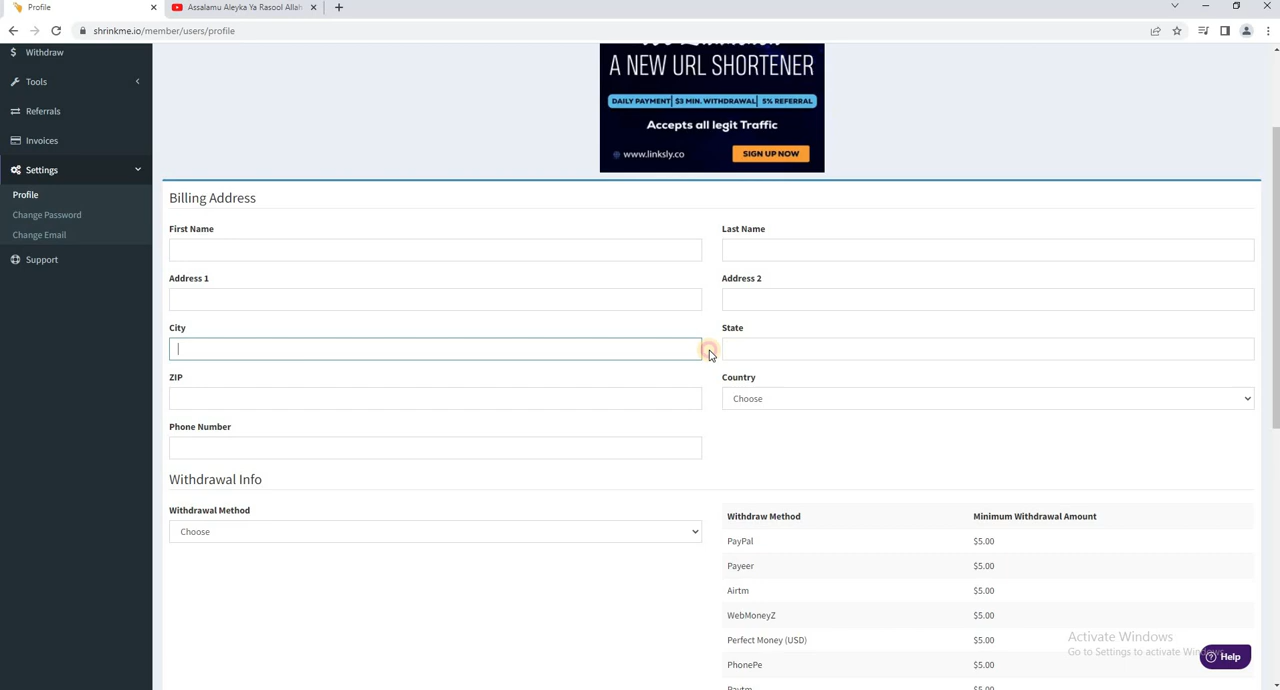 Profile
Assalamu Aleyka Ya Rasool Allah
shrinkme.io/member/users/profile
Withdraw
Tools
Referrals
Invoices
Settings
Profile
Change Password
Change Email
Support
A NEW URL SHORTENER
DAILY PAYMENT $3 MIN. WITHDRAWAL 5% REFERRAL
Accepts all legit Traffic
www.linksly.co SIGN UP NOW
Billing Address
First Name Last Name
Address 1 Address 2
City State
ZIP Country
Choose
Phone Number
Withdrawal Info
Withdrawal Method
Choose
Withdraw Method Minimum Withdrawal Amount
PayPal $5.00
Payeer $5.00
Airtm $5.00
WebMoneyZ $5.00
Perfect Money (USD) $5.00
PhonePe $5.00
Paytm $5.00
Activate Windows
Go to Settings to activate
Help